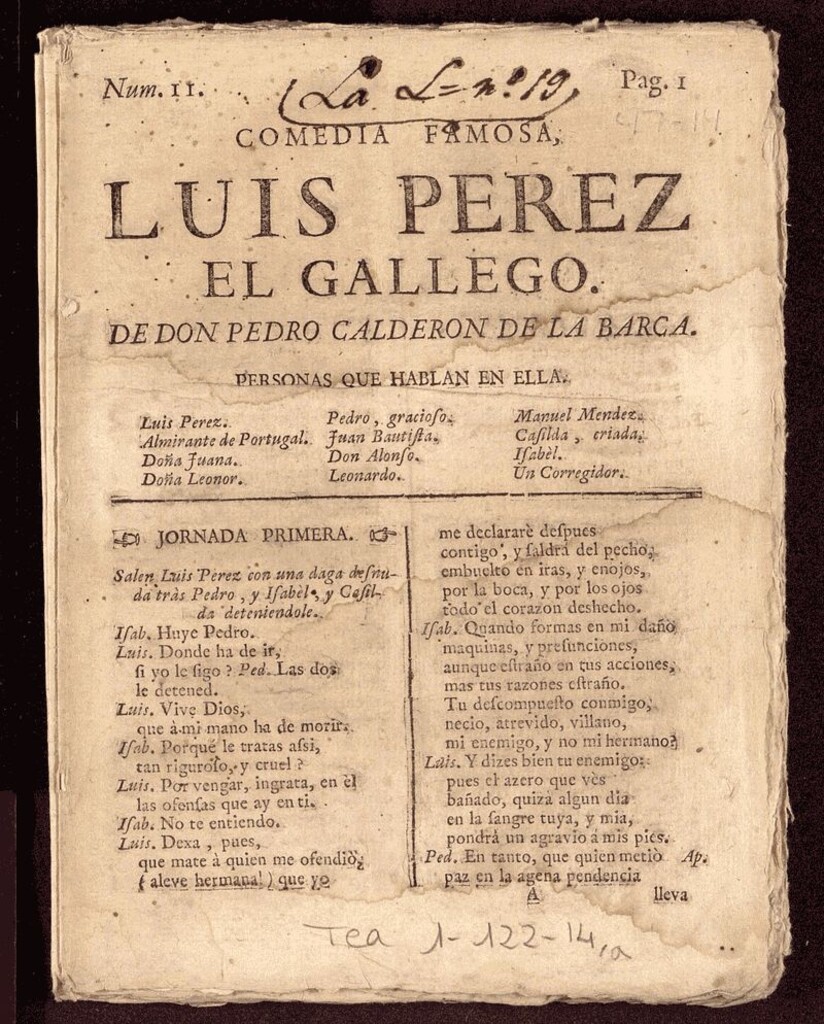 Num. 11.
(La L= nº 19)
Pag. 1
47-14
COMEDIA FAMOSA,
LUIS PEREZ
EL GALLEGO.
DE DON PEDRO CALDERON DE LA BARCA.
PERSONAS QUE HABLAN EN ELLA.
Luis Perez. Pedro, gracioſo. Manuel Mendez.
Almirante de Portugal. Juan Bautiſta. Caſilda, criada.
Doña Juana. Don Alonſo. Iſabèl.
Doña Leonor. Leonardo. Un Corregidor.
JORNADA PRIMERA.
Salen Luis Perez con una daga deſnu-
da tràs Pedro, y Iſabèl, y Caſil-
da deteniendole.
Iſab. Huye Pedro.
Luis. Donde ha de ir,
ſi yo le ſigo? Ped. Las dos
le detened.
Luis. Vive Dios,
que à mi mano ha de morir.
Iſab. Porquè le tratas aſsi,
tan riguroſo, y cruel?
Luis. Por vengar, ingrata, en èl
las ofenſas que ay en ti.
Iſab. No te entiendo.
Luis. Dexa, pues,
que mate à quien me ofendiò,
(aleve hermana!) que yo
me declararè deſpues
contigo, y ſaldrà del pecho,
embuelto en iras, y enojos,
por la boca, y por los ojos
todo el corazon deshecho.
Iſab. Quando formas en mi daño
maquinas, y preſunciones,
aunque eſtraño en tus acciones,
mas tus razones eſtraño.
Tu deſcompueſto conmigo,
necio, atrevido, villano,
mi enemigo, y no mi hermano?
Luis. Y dizes bien tu enemigo:
pues el azero que vès
bañado, quizà algun dia
en la ſangre tuya, y mia,
pondrà un agravio à mis pies.
Ped. En tanto, que quien metiò Ap.
paz en la agena pendencia
A lleva
Tea 1-122-14,a